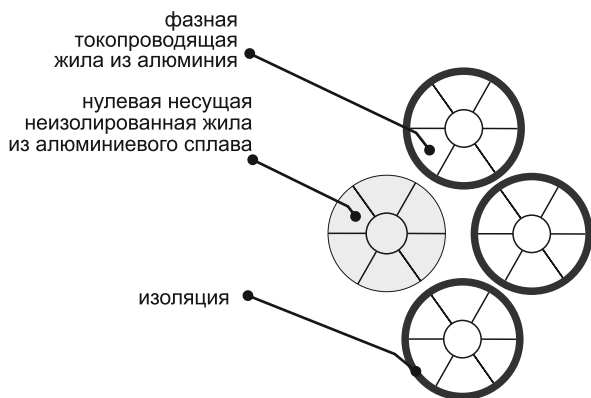 фазная
токопроводящая
жила из алюминия
нулевая несущая
неизолированная жила
из алюминиевого сплава
изоляция